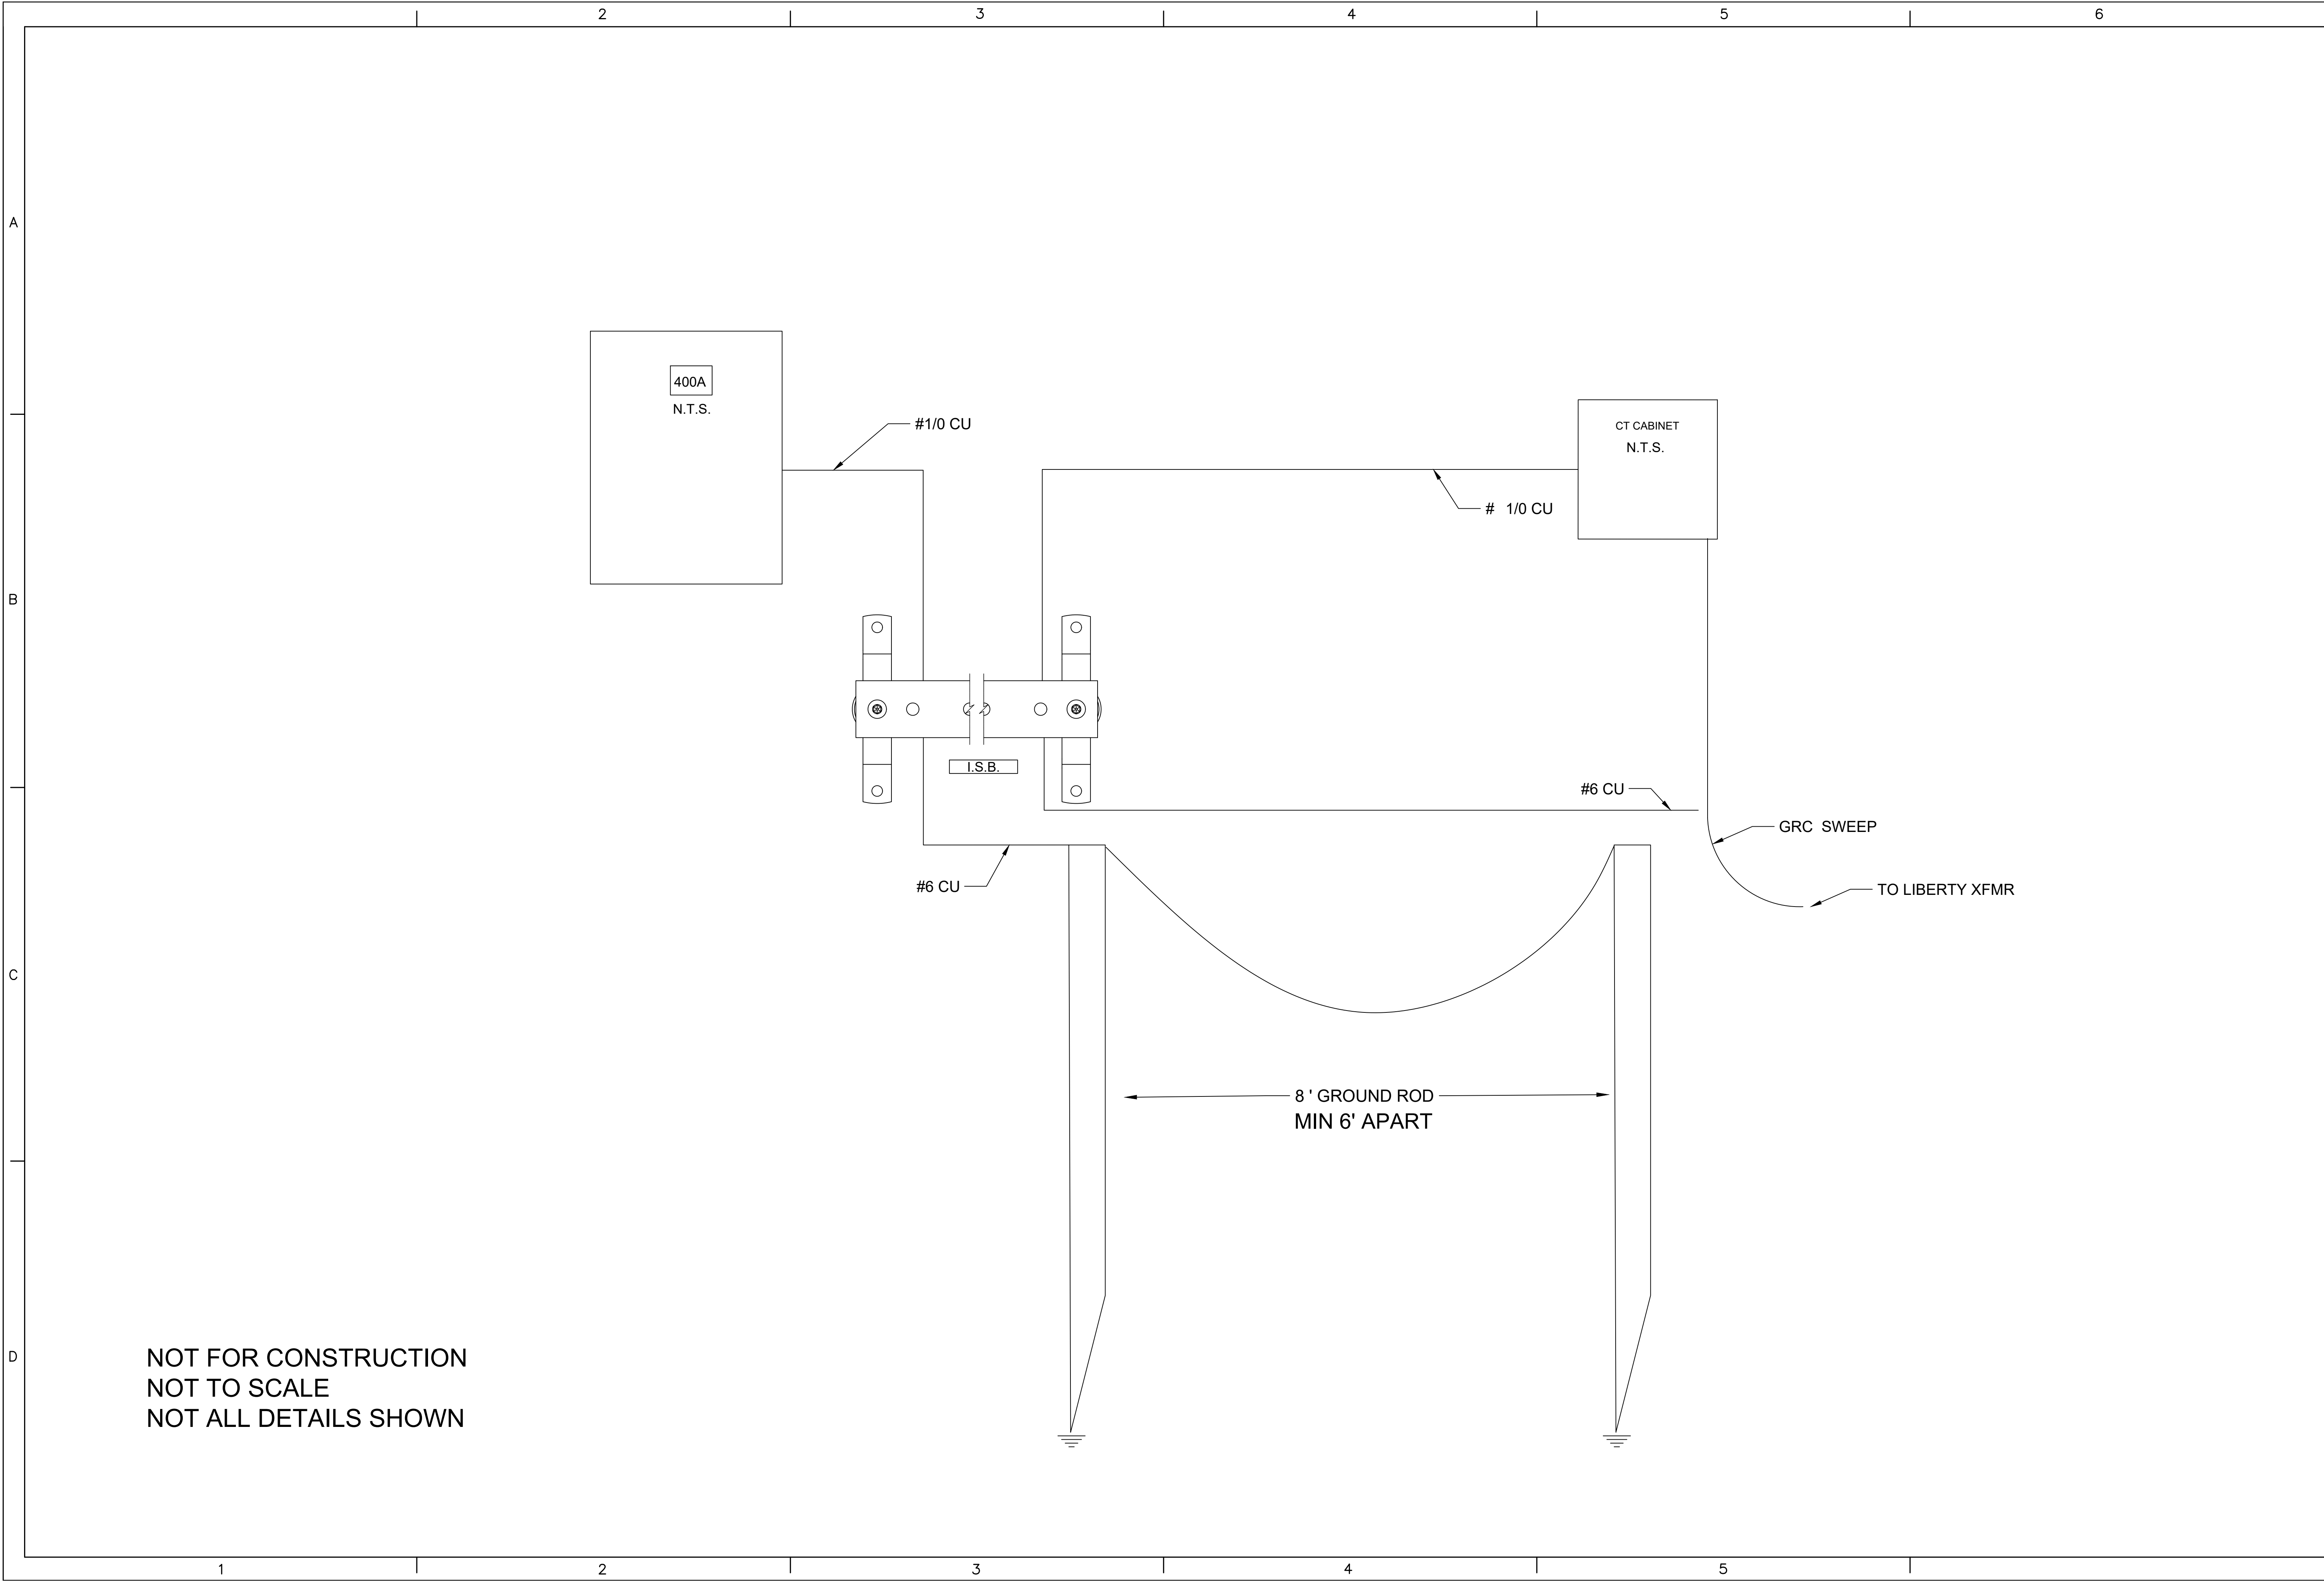 2 3 4 5 6
A
400A
N.T.S.
#1/0 CU
CT CABINET
N.T.S.
# 1/0 CU
B
I.S.B.
#6 CU
GRC SWEEP
#6 CU
TO LIBERTY XFMR
C
8 ' GROUND ROD
MIN 6' APART
D
NOT FOR CONSTRUCTION
NOT TO SCALE
NOT ALL DETAILS SHOWN
1 2 3 4 5